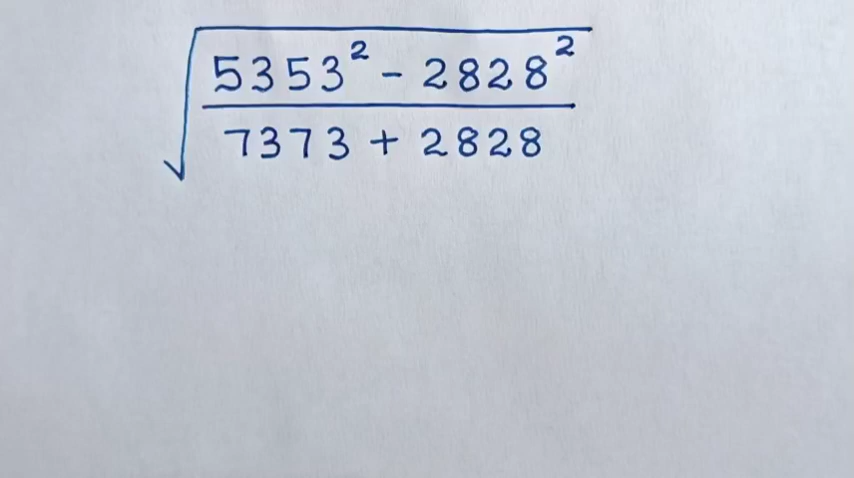 √
5353² - 2828²
7373 + 2828